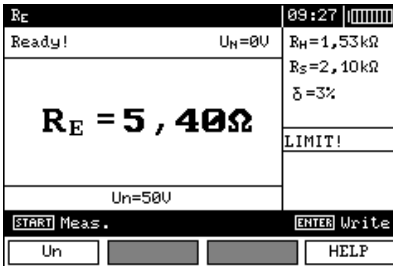 RE 09:27
Ready! UN=0V
RH=1,53kΩ
RS=2,10kΩ
δ=3%
RE=5,40Ω
LIMIT!
Un=50V
START Meas. ENTER Write
Un HELP